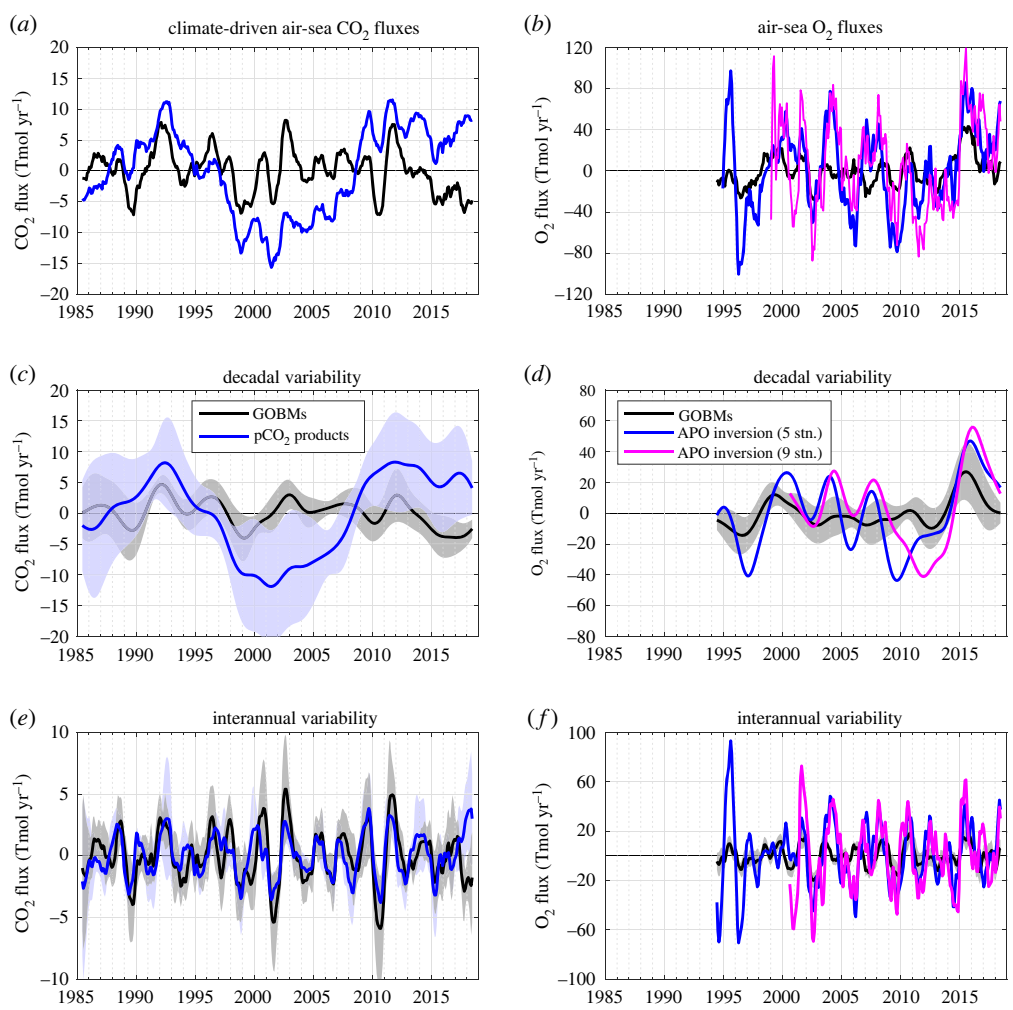 (a) climate-driven air-sea CO2 fluxes
CO2 flux (Tmol yr−1)
20
15
10
5
0
−5
−10
−15
−20
1985 1990 1995 2000 2005 2010 2015
(b) air-sea O2 fluxes
O2 flux (Tmol yr−1)
120
80
40
0
−40
−80
−120
1985 1990 1995 2000 2005 2010 2015
(c) decadal variability
CO2 flux (Tmol yr−1)
20
15
10
5
0
−5
−10
−15
−20
GOBMs
pCO2 products
1985 1990 1995 2000 2005 2010 2015
(d) decadal variability
O2 flux (Tmol yr−1)
80
60
40
20
0
−20
−40
−60
−80
GOBMs
APO inversion (5 stn.)
APO inversion (9 stn.)
1985 1990 1995 2000 2005 2010 2015
(e) interannual variability
CO2 flux (Tmol yr−1)
10
5
0
−5
−10
1985 1990 1995 2000 2005 2010 2015
(f) interannual variability
O2 flux (Tmol yr−1)
100
60
20
−20
−60
−100
1985 1990 1995 2000 2005 2010 2015